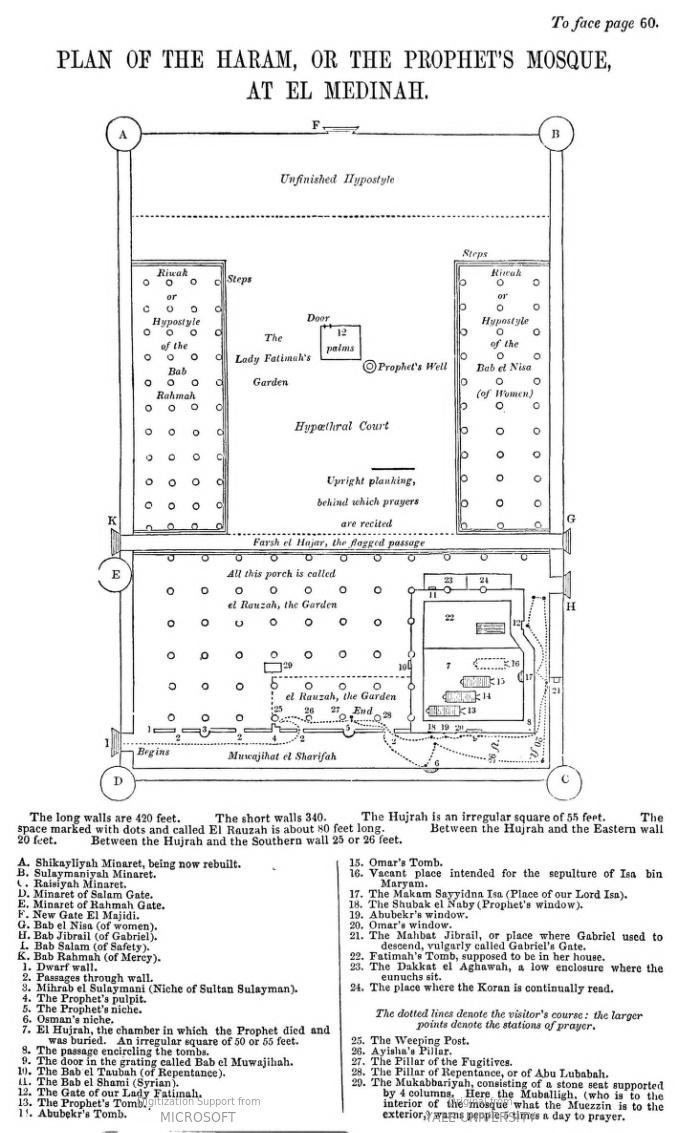 To face page 60.
PLAN OF THE HARAM, OR THE PROPHET'S MOSQUE,
AT EL MEDINAH.
A
F
B
Unfinished Hypostyle
Steps
Riwak
or
Hypostyle
of the
Bab
Rahmah
Steps
Door
12
palms
The
Lady Fatimah's
Garden
Prophet's Well
Riwak
or
Hypostyle
of the
Bab el Nisa
(of Women)
Hypæthral Court
Upright planking,
behind which prayers
are recited
K
G
Farsh el Hajar, the flagged passage
E
All this porch is called
el Rauzah, the Garden
23
24
11
H
22
12
29
10
7
16
15
17
14
13
21
el Rauzah, the Garden
25
26
27
End
28
I
1
2
3
2
4
2
5
2
18
19
20
9
8
6
26 ft.
20 ft.
Begins
Muwajihat el Sharifah
D
C
The long walls are 420 feet. The short walls 340. The Hujrah is an irregular square of 55 feet. The
space marked with dots and called El Rauzah is about 80 feet long. Between the Hujrah and the Eastern wall
20 feet. Between the Hujrah and the Southern wall 25 or 26 feet.
A. Shikayliyah Minaret, being now rebuilt.
B. Sulaymaniyah Minaret.
C. Raisiyah Minaret.
D. Minaret of Salam Gate.
E. Minaret of Rahmah Gate.
F. New Gate El Majidi.
G. Bab el Nisa (of women).
H. Bab Jibrail (of Gabriel).
I. Bab Salam (of Safety).
K. Bab Rahmah (of Mercy).
1. Dwarf wall.
2. Passages through wall.
3. Mihrab el Sulaymani (Niche of Sultan Sulayman).
4. The Prophet's pulpit.
5. The Prophet's niche.
6. Osman's niche.
7. El Hujrah, the chamber in which the Prophet died and
was buried. An irregular square of 50 or 55 feet.
8. The passage encircling the tombs.
9. The door in the grating called Bab el Muwajihah.
10. The Bab el Taubah (of Repentance).
11. The Bab el Shami (Syrian).
12. The Gate of our Lady Fatimah.
13. The Prophet's Tomb.
14. Abubekr's Tomb.
15. Omar's Tomb.
16. Vacant place intended for the sepulture of Isa bin
Maryam.
17. The Makam Sayyidna Isa (Place of our Lord Isa).
18. The Shubak el Naby (Prophet's window).
19. Abubekr's window.
20. Omar's window.
21. The Mahbat Jibrail, or place where Gabriel used to
descend, vulgarly called Gabriel's Gate.
22. Fatimah's Tomb, supposed to be in her house.
23. The Dakkat el Aghawah, a low enclosure where the
eunuchs sit.
24. The place where the Koran is continually read.
The dotted lines denote the visitor's course: the larger
points denote the stations of prayer.
25. The Weeping Post.
26. Ayisha's Pillar.
27. The Pillar of the Fugitives.
28. The Pillar of Repentance, or of Abu Lubabah.
29. The Mukabbariyah, consisting of a stone seat supported
by 4 columns. Here the Muballigh, (who is to the
interior of the mosque what the Muezzin is to the
exterior,) warns people 5 times a day to prayer.
Digitization Support from
MICROSOFT
Original from
YALE UNIVERSITY